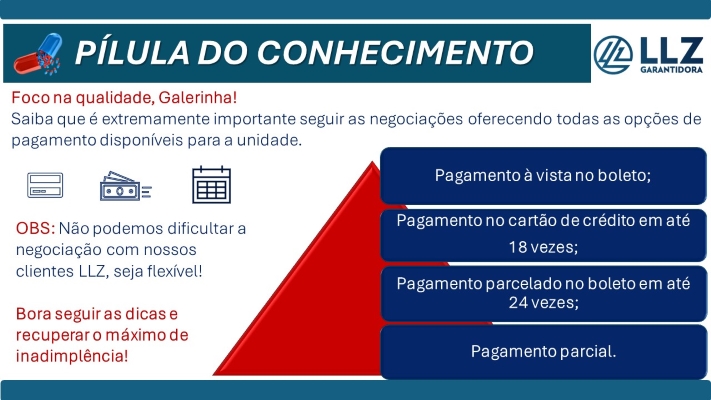 PÍLULA DO CONHECIMENTO
LLZ
GARANTIDORA
Foco na qualidade, Galerinha!
Saiba que é extremamente importante seguir as negociações oferecendo todas as opções de
pagamento disponíveis para a unidade.
OBS: Não podemos dificultar a
negociação com nossos
clientes LLZ, seja flexível!
Bora seguir as dicas e
recuperar o máximo de
inadimplência!
Pagamento à vista no boleto;
Pagamento no cartão de crédito em até
18 vezes;
Pagamento parcelado no boleto em até
24 vezes;
Pagamento parcial.